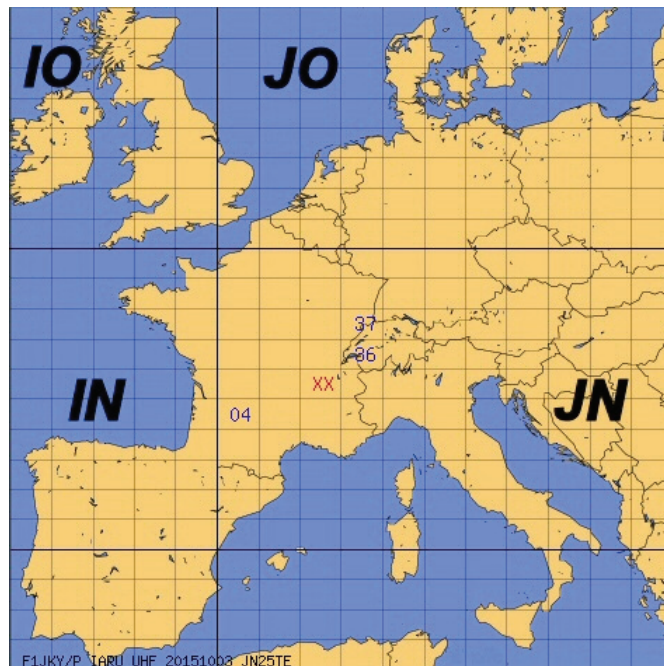 IO
JO
37
36
XX
IN
04
JN
F1JKY/P IARU UHF 20151003 JN25TE